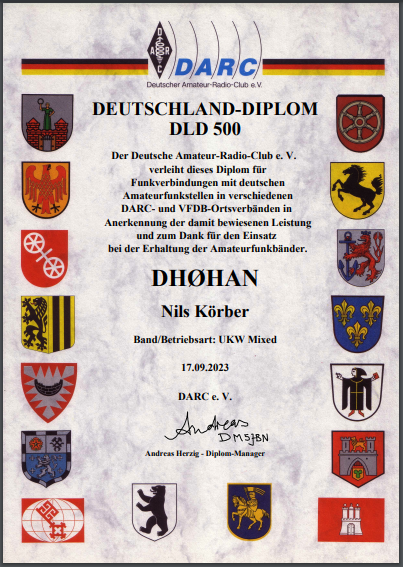 D
A R
C
DARC
Deutscher Amateur-Radio-Club e.V.
DEUTSCHLAND-DIPLOM
DLD 500
Der Deutsche Amateur-Radio-Club e. V.
verleiht dieses Diplom für
Funkverbindungen mit deutschen
Amateurfunkstellen in verschiedenen
DARC- und VFDB-Ortsverbänden in
Anerkennung der damit bewiesenen Leistung
und zum Dank für den Einsatz
bei der Erhaltung der Amateurfunkbänder.
DHØHAN
Nils Körber
Band/Betriebsart: UKW Mixed
17.09.2023
DARC e. V.
Andreas
DM5JBN
Andreas Herzig - Diplom-Manager